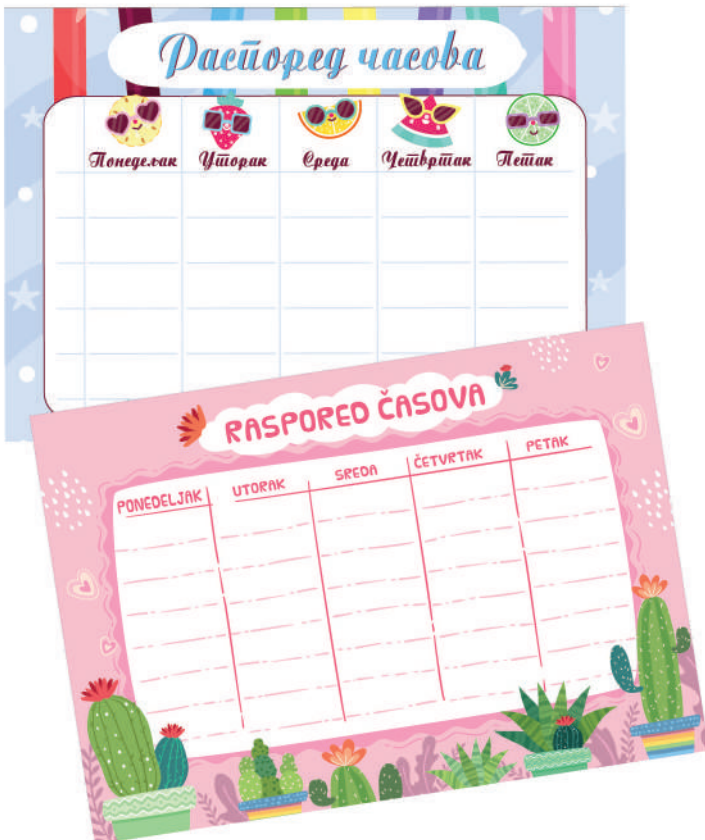 Распоред часова
Понедељак Уторак Среда Четвртак Петак
RASPORED ČASOVA
PONEDELJAK UTORAK SREDA ČETVRTAK PETAK